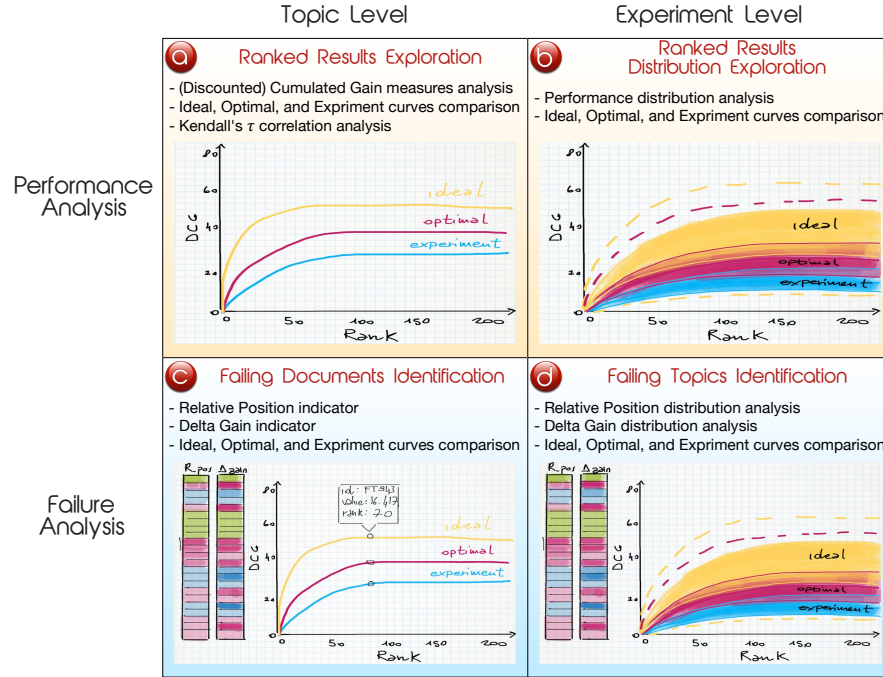 Topic Level
Experiment Level
Performance
Analysis
a
Ranked Results Exploration
- (Discounted) Cumulated Gain measures analysis
- Ideal, Optimal, and Expriment curves comparison
- Kendall's τ correlation analysis
80
60
40
20
0
DCG
ideal
optimal
experiment
0 50 100 150 200
Rank
b
Ranked Results
Distribution Exploration
- Performance distribution analysis
- Ideal, Optimal, and Expriment curves comparison
80
60
40
20
0
DCG
ideal
optimal
experiment
0 50 100 150 200
Rank
Failure
Analysis
c
Failing Documents Identification
- Relative Position indicator
- Delta Gain indicator
- Ideal, Optimal, and Expriment curves comparison
R_pos Δgain
80
60
40
20
0
DCG
id: FT943
value: 16.417
rank: 70
ideal
optimal
experiment
0 50 100 150 200
Rank
d
Failing Topics Identification
- Relative Position distribution analysis
- Delta Gain distribution analysis
- Ideal, Optimal, and Expriment curves comparison
R_pos Δgain
80
60
40
20
0
DCG
ideal
optimal
experiment
0 50 100 150 200
Rank